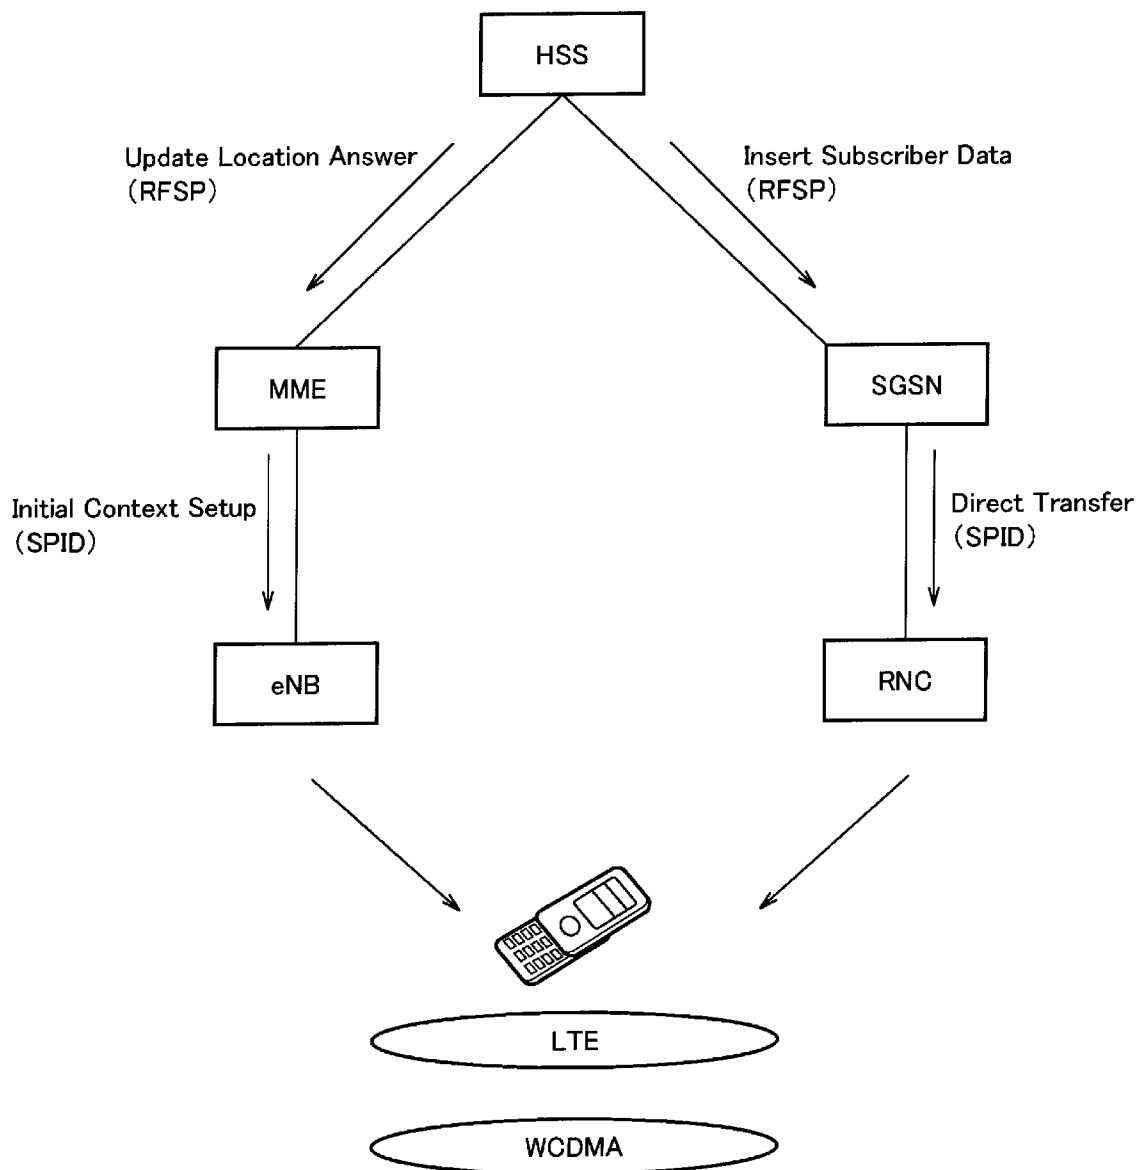 HSS
Update Location Answer
(RFSP)
Insert Subscriber Data
(RFSP)
MME
SGSN
Initial Context Setup
(SPID)
Direct Transfer
(SPID)
eNB
RNC
LTE
WCDMA